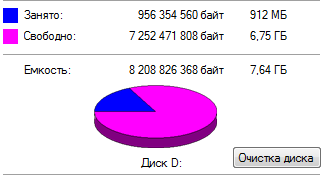 Занято: 956 354 560 байт 912 МБ
Свободно: 7 252 471 808 байт 6,75 ГБ
Емкость: 8 208 826 368 байт 7,64 ГБ
Диск D:
Очистка диска